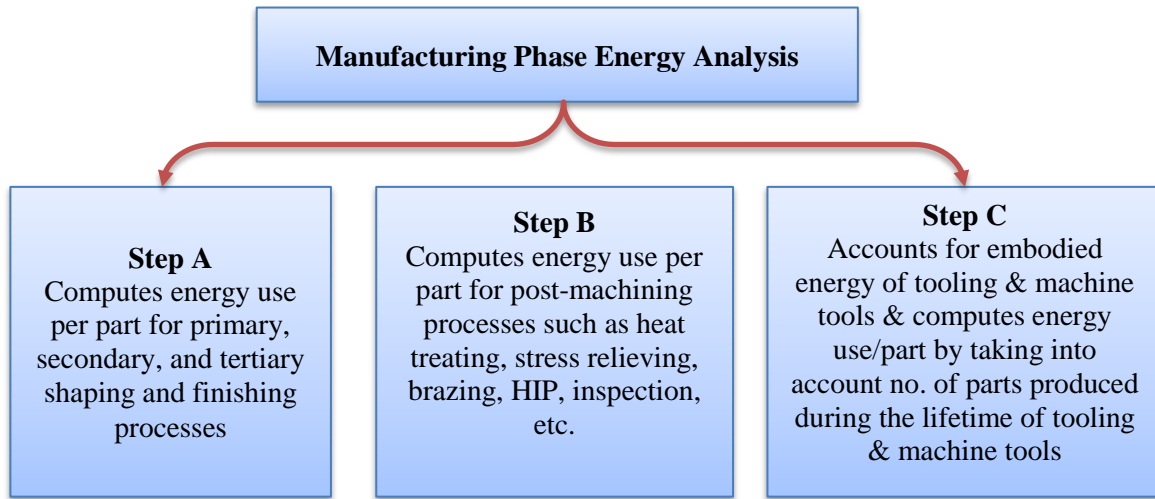 Manufacturing Phase Energy Analysis
Step A
Computes energy use
per part for primary,
secondary, and tertiary
shaping and finishing
processes
Step B
Computes energy use per
part for post-machining
processes such as heat
treating, stress relieving,
brazing, HIP, inspection,
etc.
Step C
Accounts for embodied
energy of tooling & machine
tools & computes energy
use/part by taking into
account no. of parts produced
during the lifetime of tooling
& machine tools